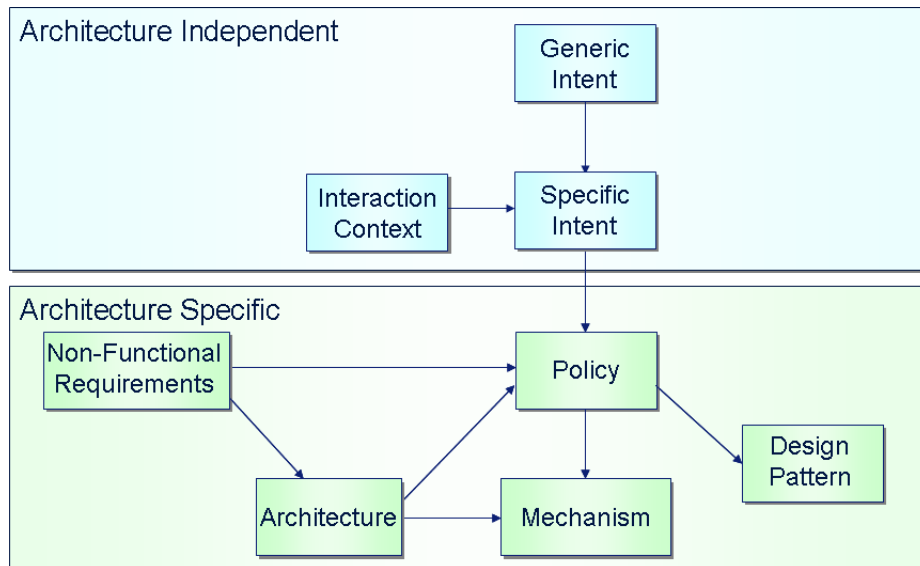 Architecture Independent
Generic
Intent
Interaction
Context
Specific
Intent
Architecture Specific
Non-Functional
Requirements
Policy
Design
Pattern
Architecture
Mechanism